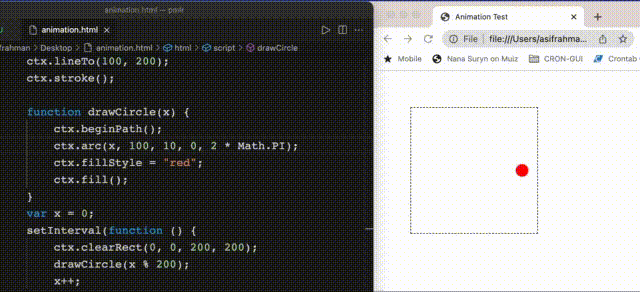 animation.html — pwk
animation.html
ifrahman > Desktop > animation.html > html > script > drawCircle
ctx.lineTo(100, 200);
ctx.stroke();
function drawCircle(x) {
ctx.beginPath();
ctx.arc(x, 100, 10, 0, 2 * Math.PI);
ctx.fillStyle = "red";
ctx.fill();
}
var x = 0;
setInterval(function () {
ctx.clearRect(0, 0, 200, 200);
drawCircle(x % 200);
x++;
Animation Test
File | file:///Users/asifrahma
Mobile
Nana Suryn on Muiz
CRON-GUI
Crontab